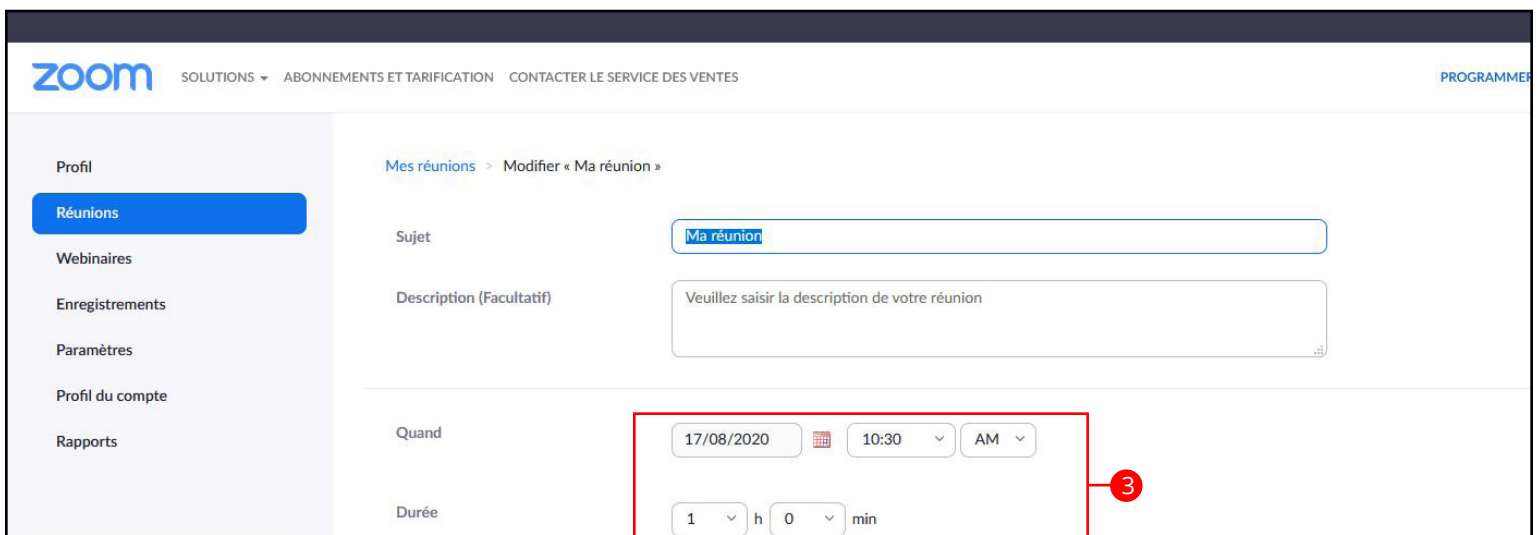 zoom SOLUTIONS ABONNEMENTS ET TARIFICATION CONTACTER LE SERVICE DES VENTES PROGRAMMER
Profil
Réunions
Webinaires
Enregistrements
Paramètres
Profil du compte
Rapports
Mes réunions > Modifier « Ma réunion »
Sujet Ma réunion
Description (Facultatif) Veuillez saisir la description de votre réunion
Quand 17/08/2020 10:30 AM
3
Durée 1 h 0 min